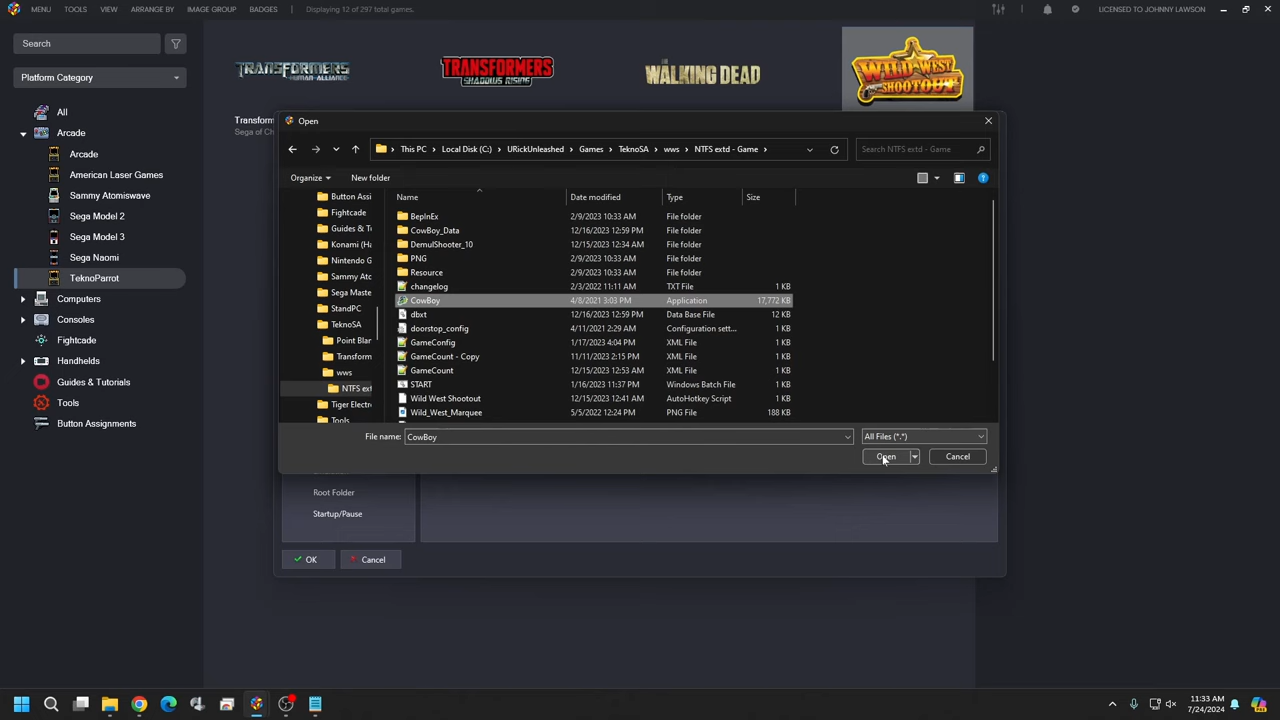 MENU TOOLS VIEW ARRANGE BY IMAGE GROUP BADGES Displaying 12 of 297 total games. LICENSED TO JOHNNY LAWSON
Search
Platform Category
All
Arcade
Arcade
American Laser Games
Sammy Atomiswave
Sega Model 2
Sega Model 3
Sega Naomi
TeknoParrot
Computers
Consoles
Fightcade
Handhelds
Guides & Tutorials
Tools
Button Assignments
TRANSFORMERS
HUMAN ALLIANCE
TRANSFORMERS
SHADOWS RISING
THE
WALKING DEAD
WILD WEST
SHOOTOUT
Transform
Sega of C
Open
This PC Local Disk (C:) URickUnleashed Games TeknoSA wws NTFS extd - Game
Search NTFS extd - Game
Organize New folder
Button Assi
Fightcade
Guides & Tu
Konami (Ha
Nintendo G
Sammy Atc
Sega Maste
StandPC
TeknoSA
Point Blan
Transform
wws
NTFS ext
Tiger Electr
Tools
Name Date modified Type Size
BepInEx 2/9/2023 10:33 AM File folder
CowBoy_Data 12/16/2023 12:59 PM File folder
DemulShooter_10 12/15/2023 12:34 AM File folder
PNG 2/9/2023 10:33 AM File folder
Resource 2/9/2023 10:33 AM File folder
changelog 2/3/2022 11:11 AM TXT File 1 KB
CowBoy 4/8/2021 3:03 PM Application 17,772 KB
dbxt 12/16/2023 12:59 PM Data Base File 12 KB
doorstop_config 4/11/2021 2:29 AM Configuration sett... 1 KB
GameConfig 1/17/2023 4:04 PM XML File 1 KB
GameCount - Copy 11/11/2023 2:15 PM XML File 1 KB
GameCount 12/15/2023 12:53 AM XML File 1 KB
START 1/16/2023 11:37 PM Windows Batch File 1 KB
Wild West Shootout 12/15/2023 12:41 AM AutoHotkey Script 1 KB
Wild_West_Marquee 5/5/2022 12:24 PM PNG File 188 KB
File name: CowBoy All Files (*.*)
Open Cancel
Root Folder
Startup/Pause
OK Cancel
11:33 AM
7/24/2024